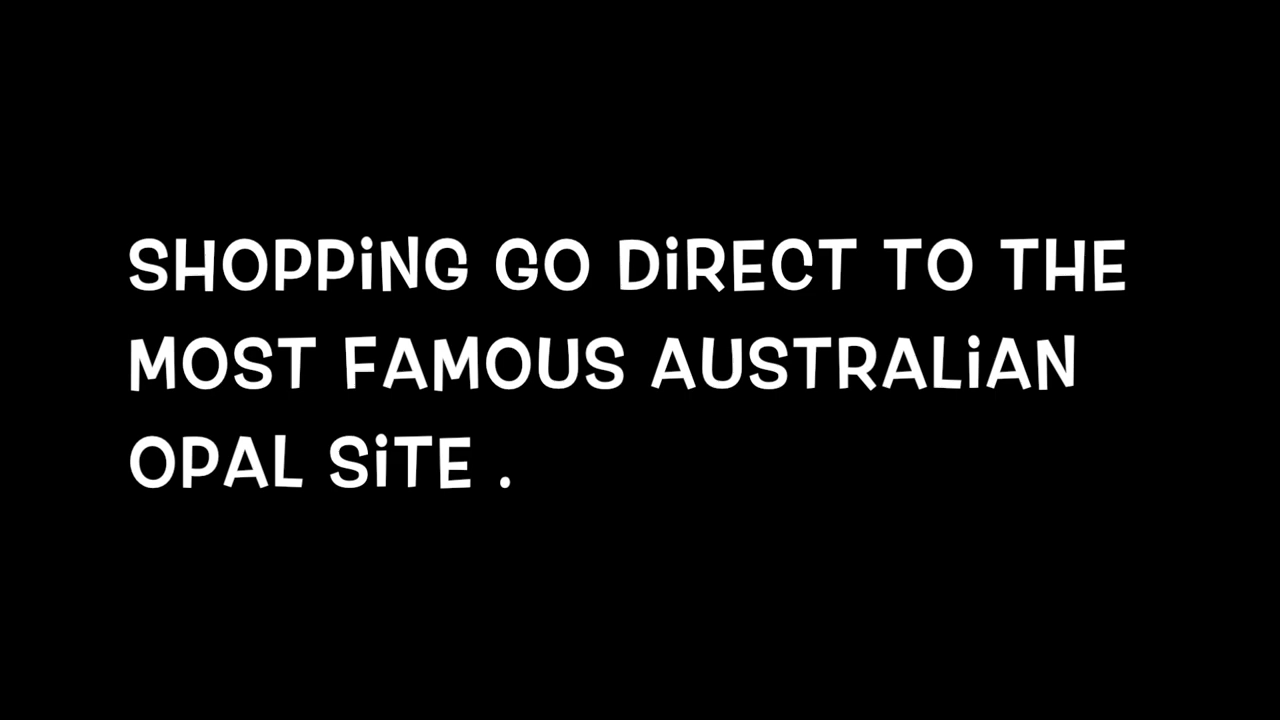 SHOPPiNG GO DiRECT TO THE
MOST FAMOUS AUSTRALiAN
OPAL SiTE .